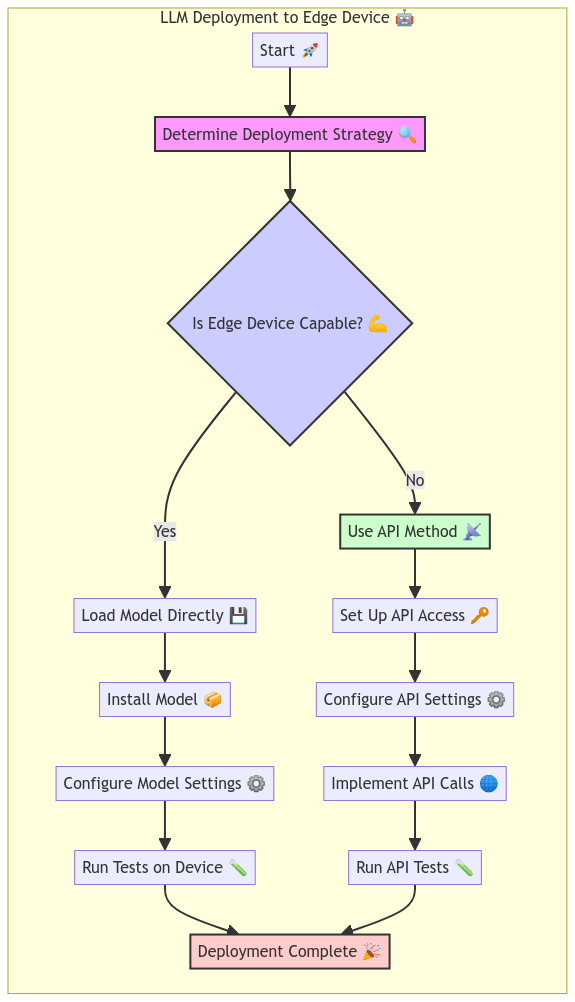 LLM Deployment to Edge Device 🤖
Start 🚀
Determine Deployment Strategy 🔍
Is Edge Device Capable? 💪
No
Yes
Use API Method 📡
Load Model Directly 💾
Set Up API Access 🔑
Install Model 📦
Configure API Settings ⚙️
Configure Model Settings ⚙️
Implement API Calls 🌐
Run Tests on Device 🧪
Run API Tests 🧪
Deployment Complete 🎉